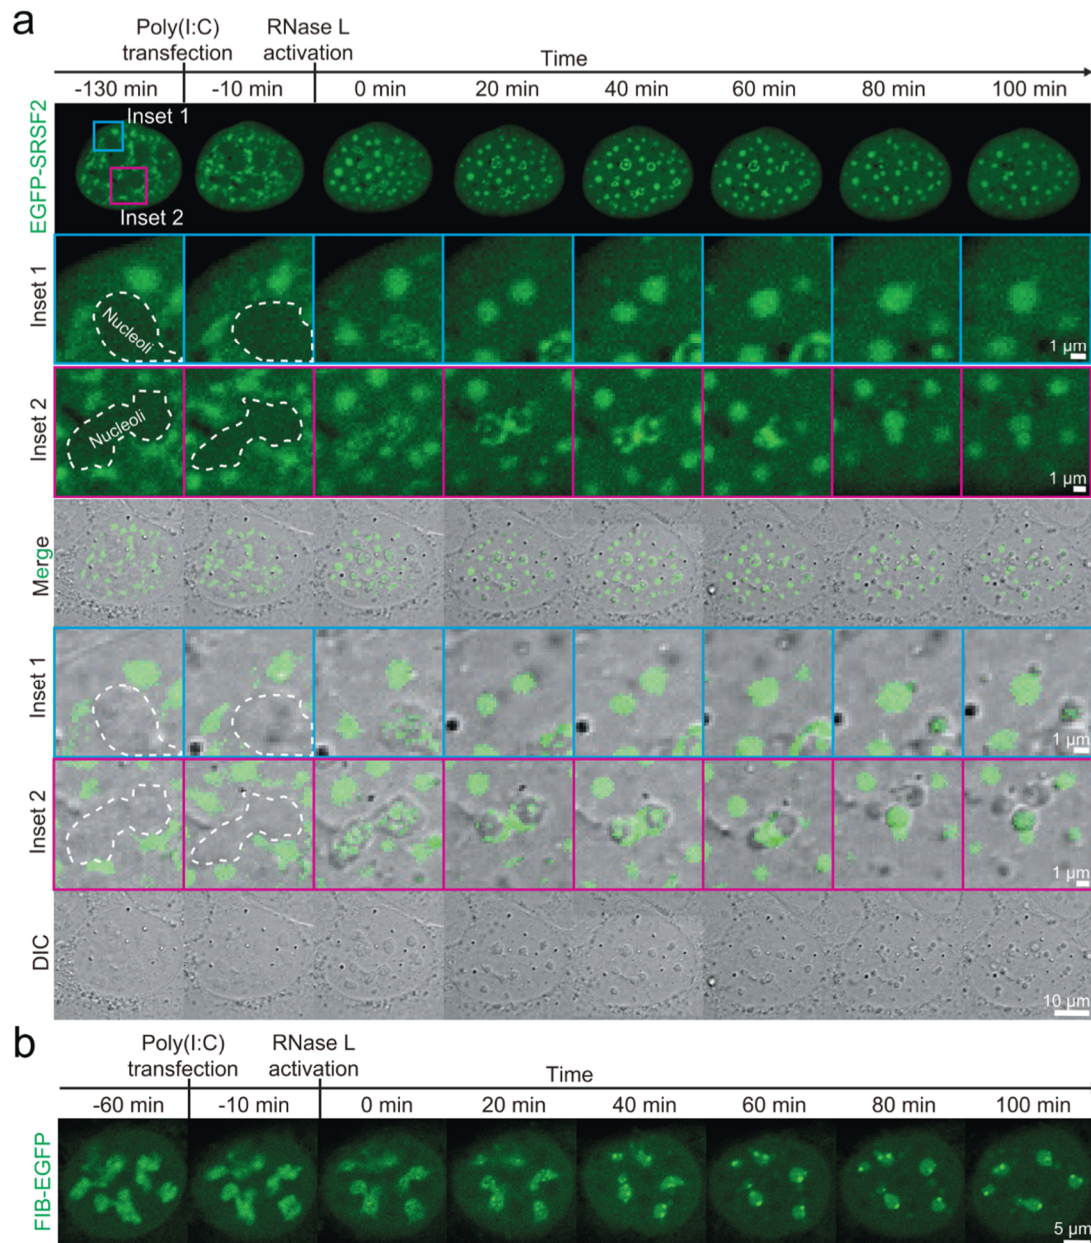 a
Poly(I:C)
transfection
RNase L
activation
Time
-130 min
-10 min
0 min
20 min
40 min
60 min
80 min
100 min
EGFP-SRSF2
Inset 1
Inset 2
Inset 1
Nucleoli
1 µm
Inset 2
Nucleoli
1 µm
Merge
Inset 1
1 µm
Inset 2
1 µm
DIC
10 µm
b
Poly(I:C)
transfection
RNase L
activation
Time
-60 min
-10 min
0 min
20 min
40 min
60 min
80 min
100 min
FIB-EGFP
5 µm